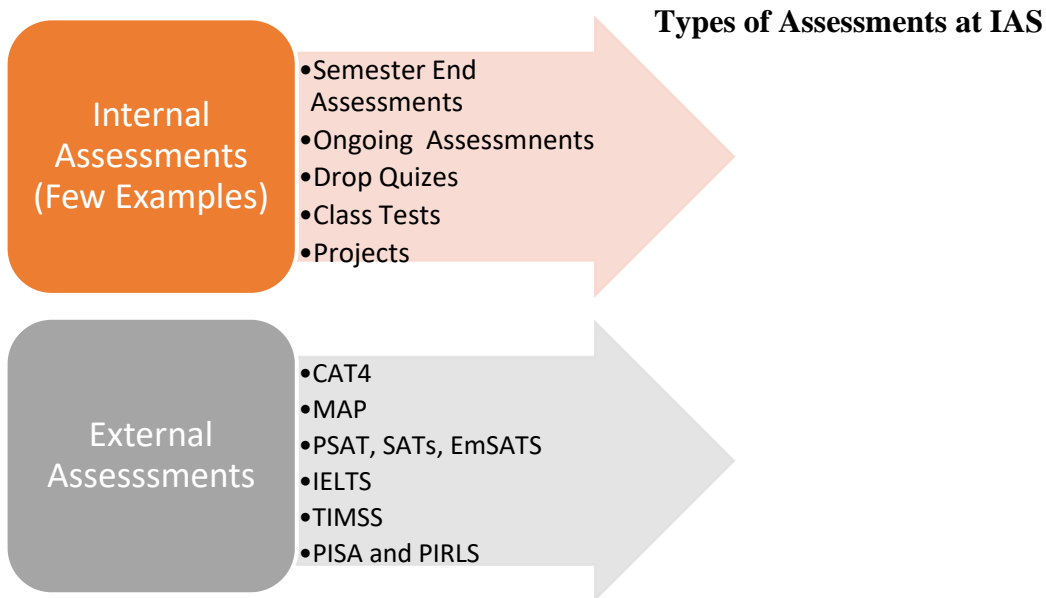 Types of Assessments at IAS
Internal
Assessments
(Few Examples)
•Semester End
Assessments
•Ongoing Assessmnents
•Drop Quizes
•Class Tests
•Projects
External
Assesssments
•CAT4
•MAP
•PSAT, SATs, EmSATS
•IELTS
•TIMSS
•PISA and PIRLS